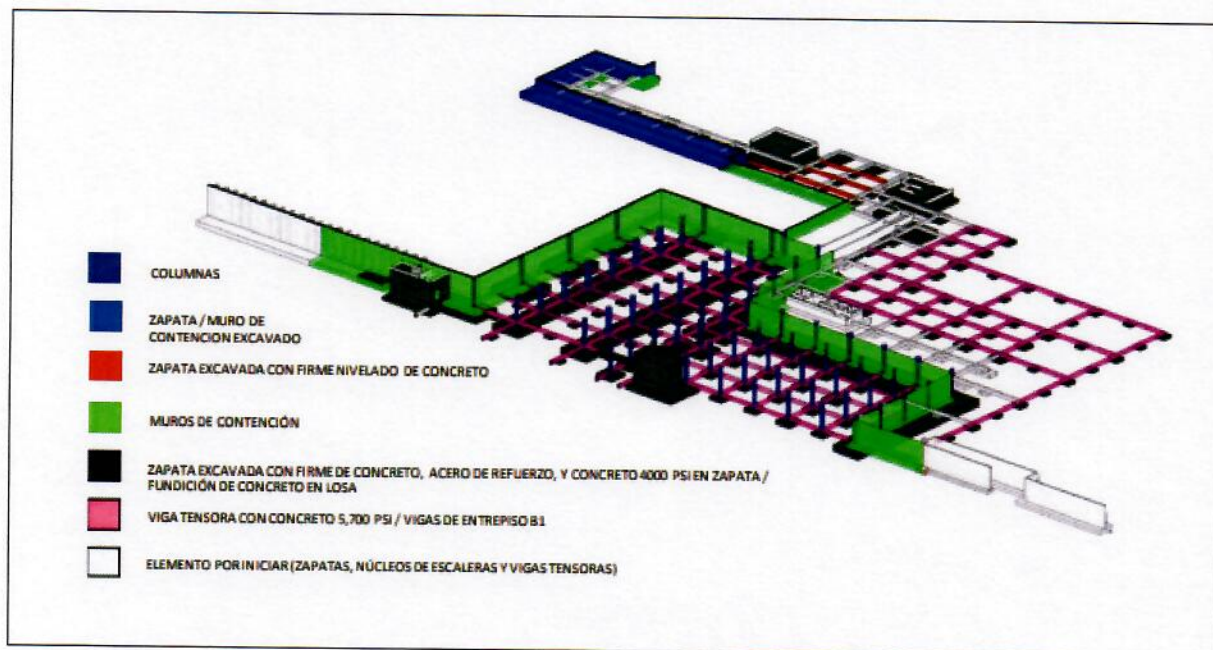 COLUMNAS
ZAPATA / MURO DE
CONTENCION EXCAVADO
ZAPATA EXCAVADA CON FIRME NIVELADO DE CONCRETO
MUROS DE CONTENCIÓN
ZAPATA EXCAVADA CON FIRME DE CONCRETO, ACERO DE REFUERZO, Y CONCRETO 4000 PSI EN ZAPATA /
FUNDICIÓN DE CONCRETO EN LOSA
VIGA TENSORA CON CONCRETO 5,700 PSI / VIGAS DE ENTREPISO B1
ELEMENTO POR INICIAR (ZAPATAS, NÚCLEOS DE ESCALERAS Y VIGAS TENSORAS)